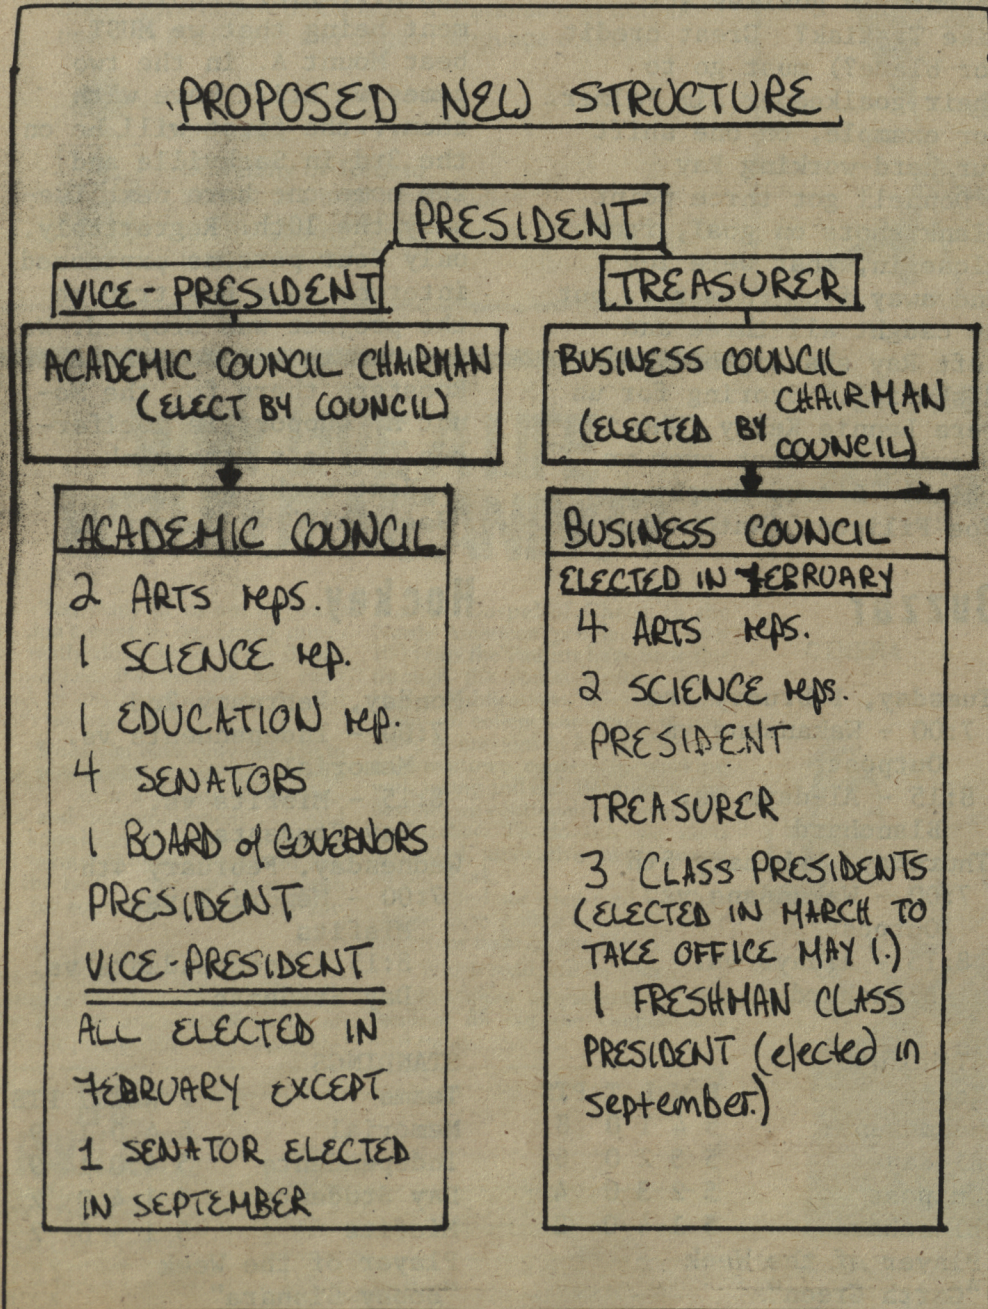 PROPOSED NEW STRUCTURE
PRESIDENT
VICE-PRESIDENT
TREASURER
ACADEMIC COUNCIL CHAIRMAN
(ELECT BY COUNCIL)
BUSINESS COUNCIL
CHAIRMAN
(ELECTED BY
COUNCIL)
ACADEMIC COUNCIL
2 ARTS reps.
1 SCIENCE rep.
1 EDUCATION rep.
4 SENATORS
1 BOARD of GOVERNORS
PRESIDENT
VICE-PRESIDENT
ALL ELECTED IN
FEBRUARY EXCEPT
1 SENATOR ELECTED
IN SEPTEMBER
BUSINESS COUNCIL
ELECTED IN FEBRUARY
4 ARTS reps.
2 SCIENCE reps.
PRESIDENT
TREASURER
3 CLASS PRESIDENTS
(ELECTED IN MARCH TO
TAKE OFFICE MAY 1.)
1 FRESHMAN CLASS
PRESIDENT (elected in
september.)